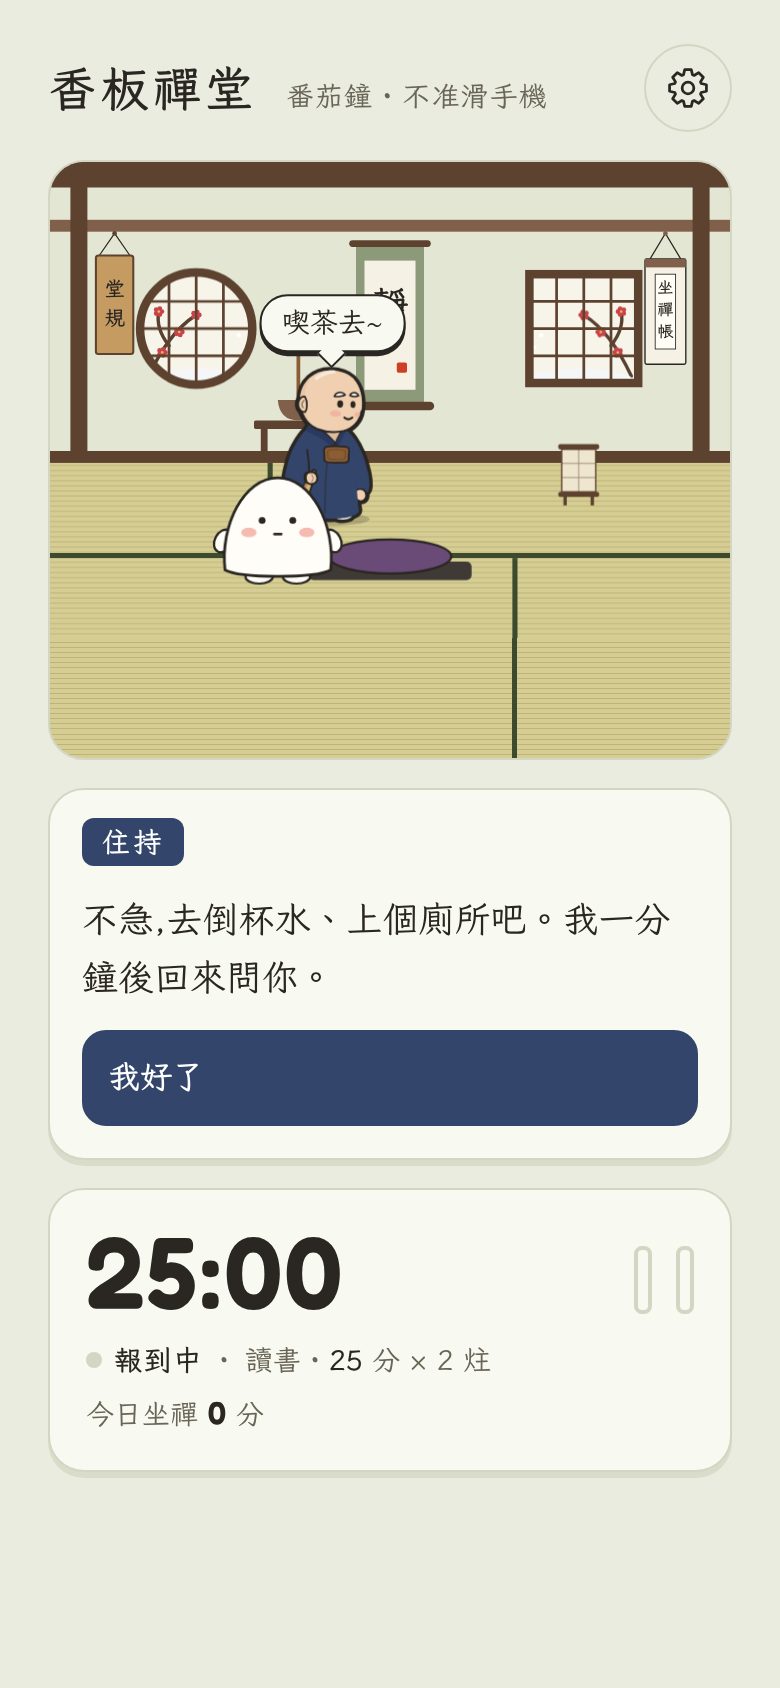 香板禪堂
番茄鐘・不准滑手機
堂規
坐禪帳
喫茶去~
住持
不急,去倒杯水、上個廁所吧。我一分
鐘後回來問你。
我好了
25:00
報到中 · 讀書・25 分 × 2 炷
今日坐禪 0 分